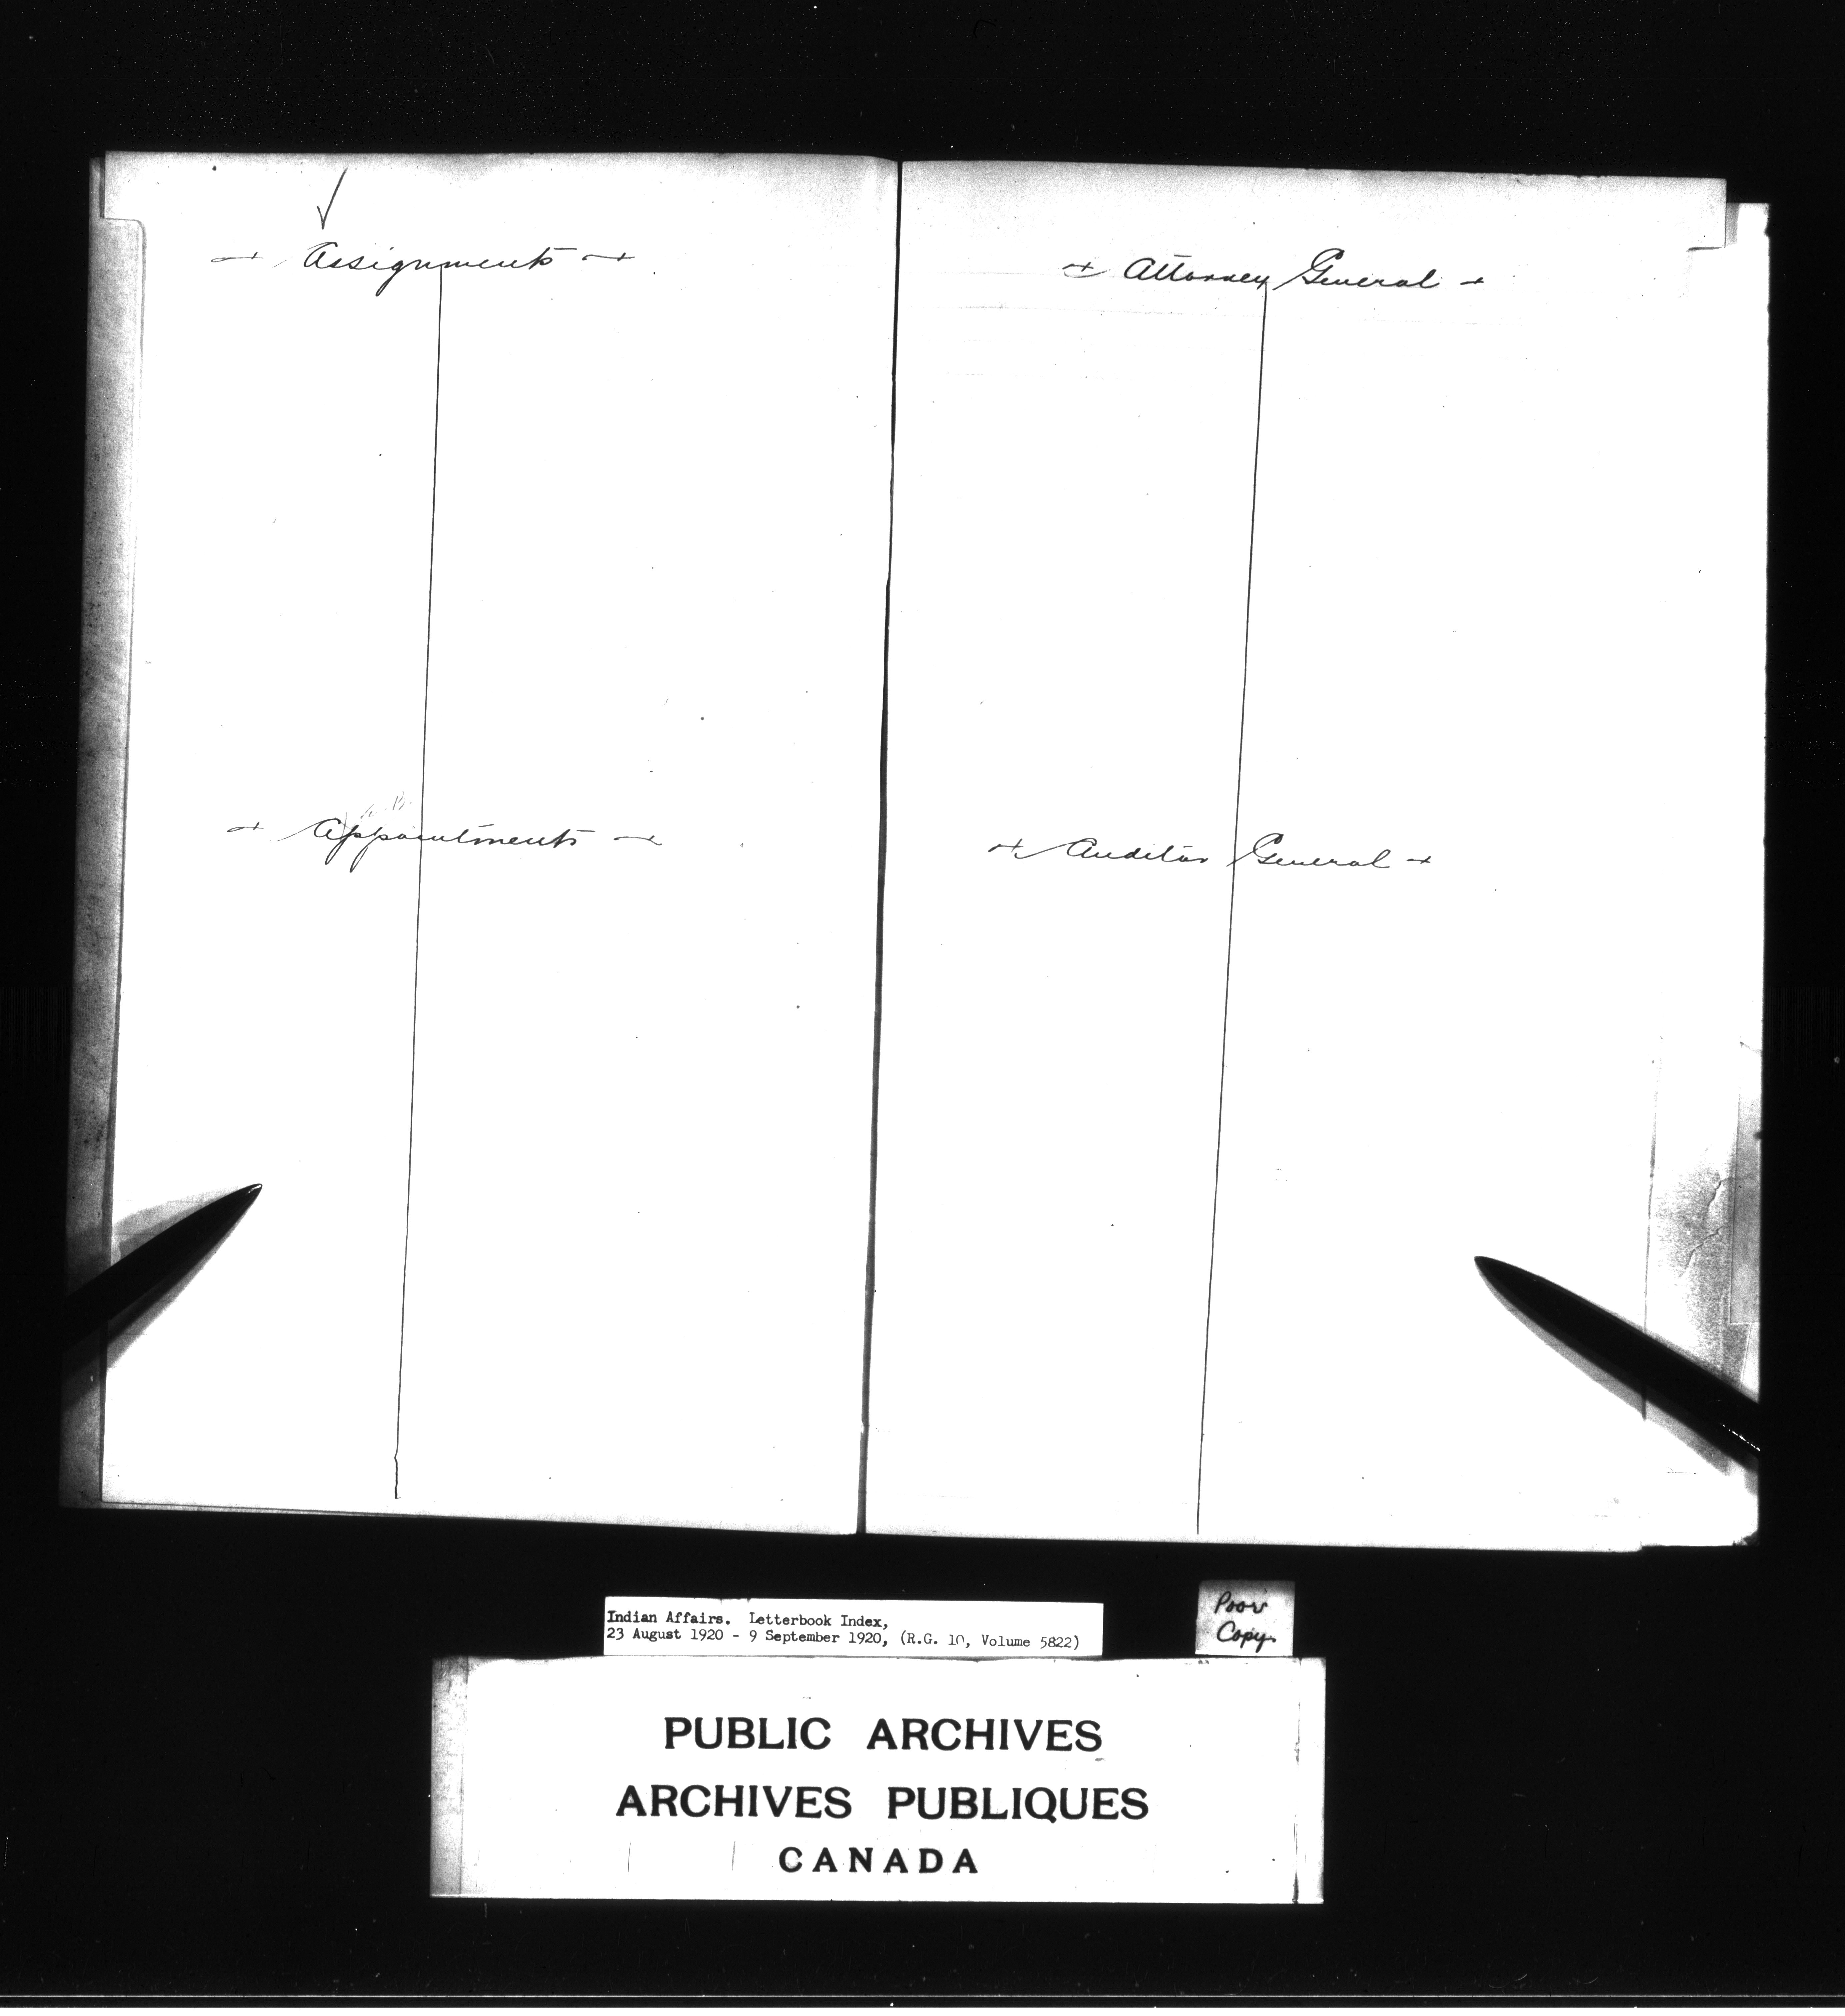 Assignments
Appointments
Attorney General
Auditor General
Indian Affairs. Letterbook Index,
23 August 1920 - 9 September 1920, (R.G. 10, Volume 5822)
Poor
Copy.
PUBLIC ARCHIVES
ARCHIVES PUBLIQUES
CANADA